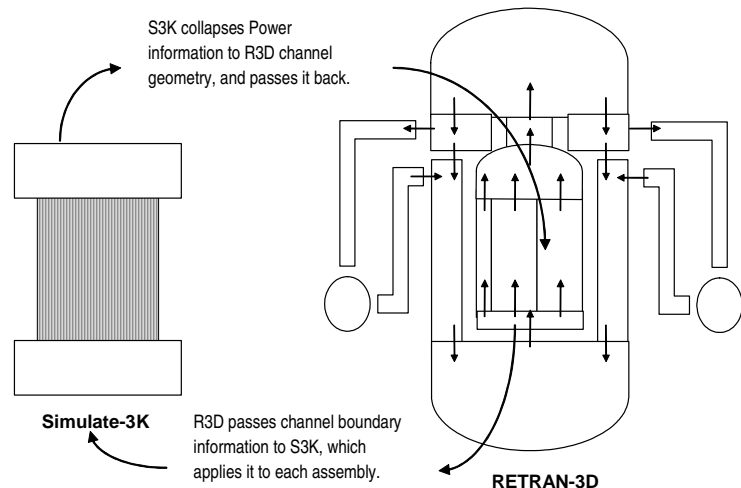 S3K collapses Power
information to R3D channel
geometry, and passes it back.
Simulate-3K
R3D passes channel boundary
information to S3K, which
applies it to each assembly.
RETRAN-3D